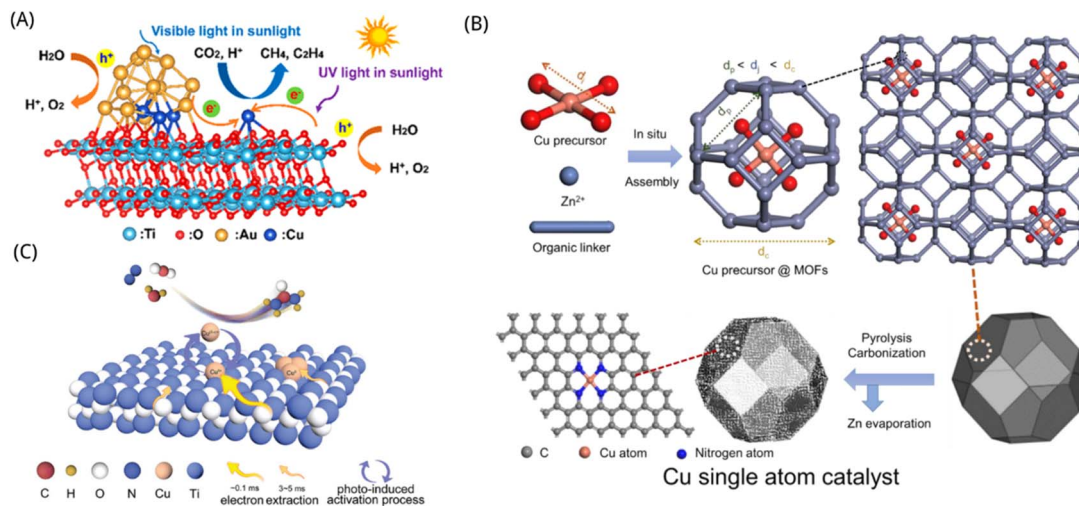 (A)
Visible light in sunlight
H2O
h+
CO₂, H⁺
CH₄, C₂H₄
UV light in sunlight
H⁺, O₂
e-
e-
h+
H₂O
H⁺, O₂
:Ti :O :Au :Cu
(B)
dj
Cu precursor
Zn²⁺
Organic linker
In situ
Assembly
dp < dj < dc
dp
dc
Cu precursor @ MOFs
Pyrolysis
Carbonization
Zn evaporation
C Cu atom Nitrogen atom
Cu single atom catalyst
(C)
C H O N Cu Ti
~0.1 ms 3~5 ms
electron extraction
photo-induced
activation process